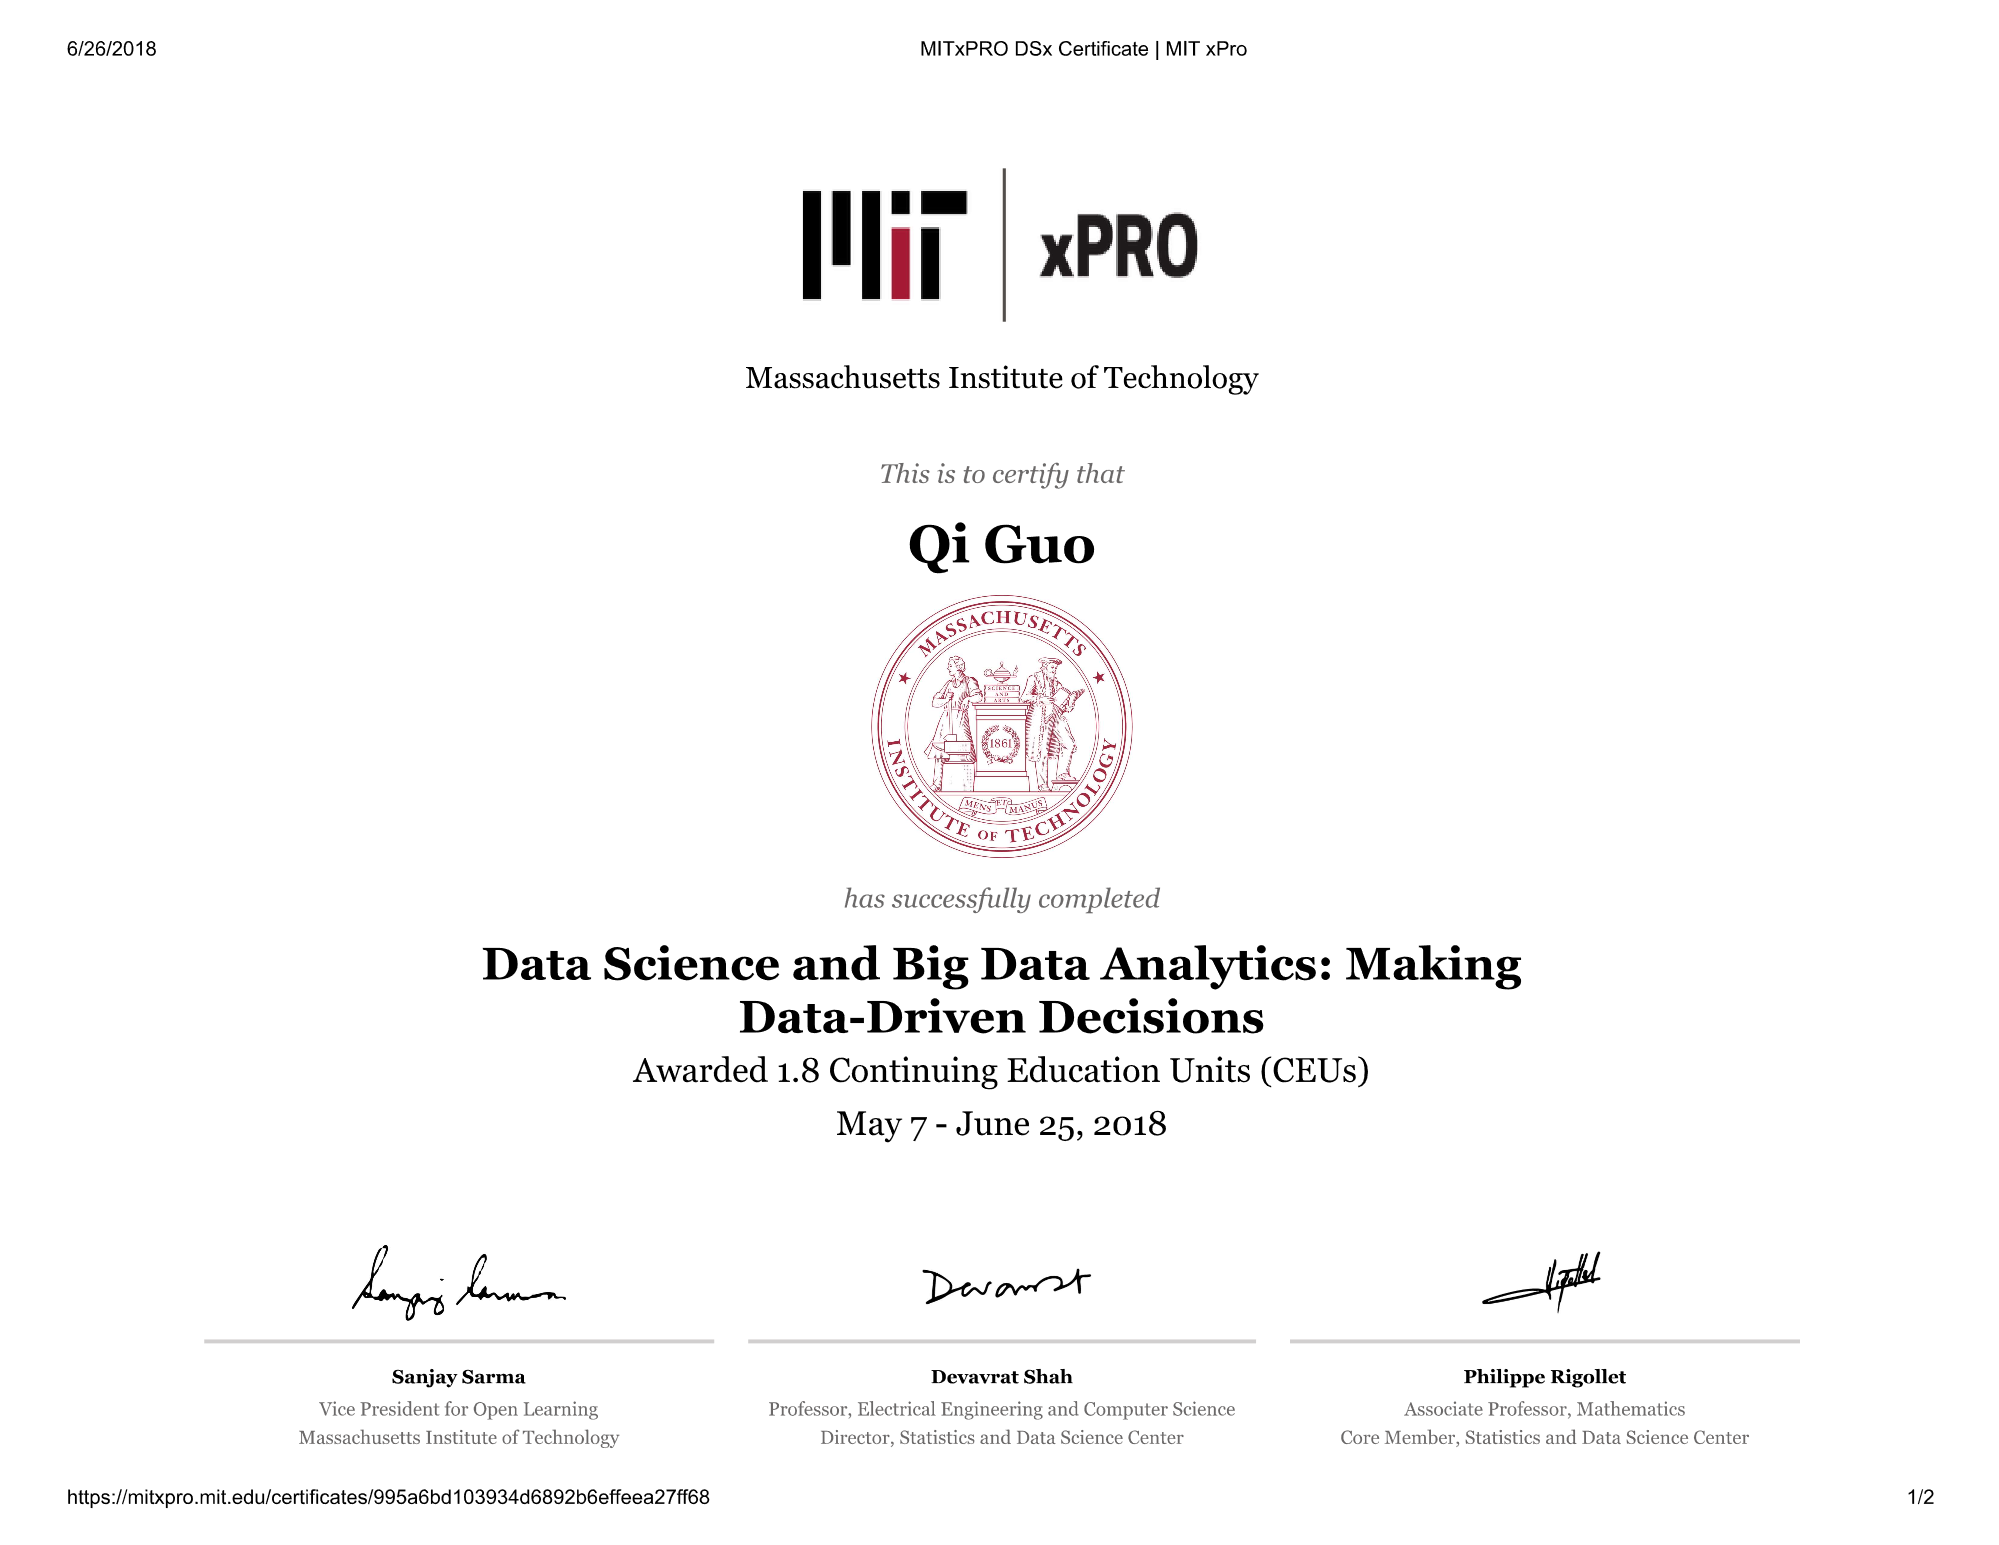 6/26/2018
MITxPRO DSx Certificate | MIT xPro
MIT
xPRO
Massachusetts Institute of Technology
This is to certify that
Qi Guo
MASSACHUSETTS
INSTITUTE OF TECHNOLOGY
SCIENCE
AND
ARTS
1861
MENS ET MANUS
has successfully completed
Data Science and Big Data Analytics: Making
Data-Driven Decisions
Awarded 1.8 Continuing Education Units (CEUs)
May 7 - June 25, 2018
Sanjay Sarma
Devavrat
Rigollet
Sanjay Sarma
Vice President for Open Learning
Massachusetts Institute of Technology
Devavrat Shah
Professor, Electrical Engineering and Computer Science
Director, Statistics and Data Science Center
Philippe Rigollet
Associate Professor, Mathematics
Core Member, Statistics and Data Science Center
https://mitxpro.mit.edu/certificates/995a6bd103934d6892b6effeea27ff68
1/2